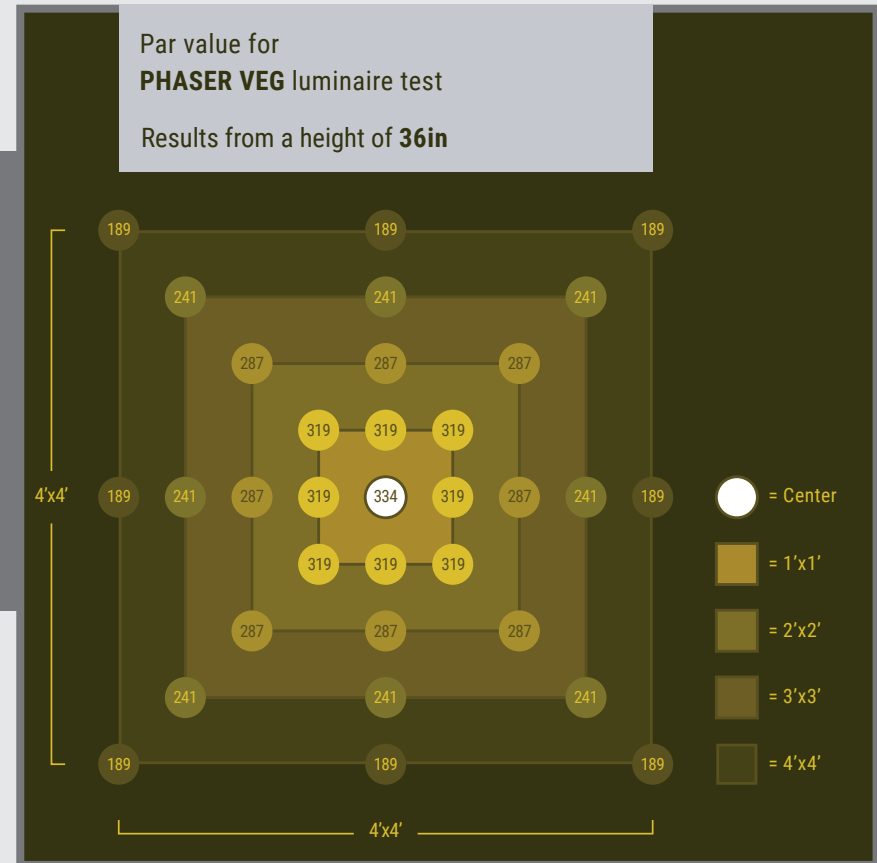 Par value for
PHASER VEG luminaire test
Results from a height of 36in
189 189 189
241 241 241
287 287 287
319 319 319
4’x4’ 189 241 287 319 334 319 287 241 189 = Center
319 319 319 = 1’x1’
287 287 287 = 2’x2’
241 241 241 = 3’x3’
189 189 189 = 4’x4’
4’x4’